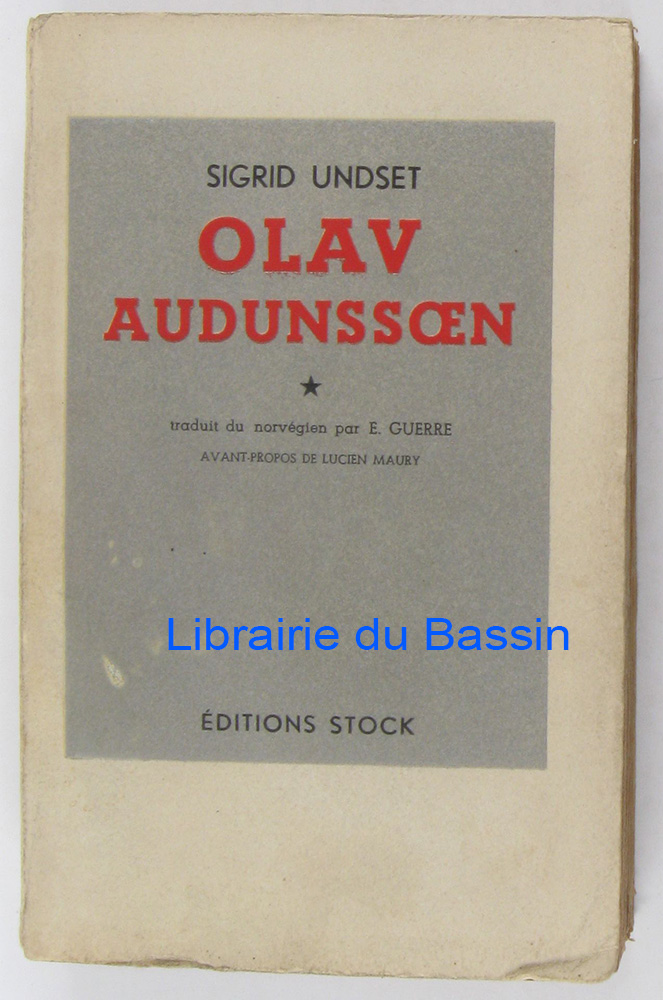 SIGRID UNDSET
OLAV
AUDUNSSŒN
★
traduit du norvégien par E. GUERRE
AVANT-PROPOS DE LUCIEN MAURY
Librairie du Bassin
ÉDITIONS STOCK